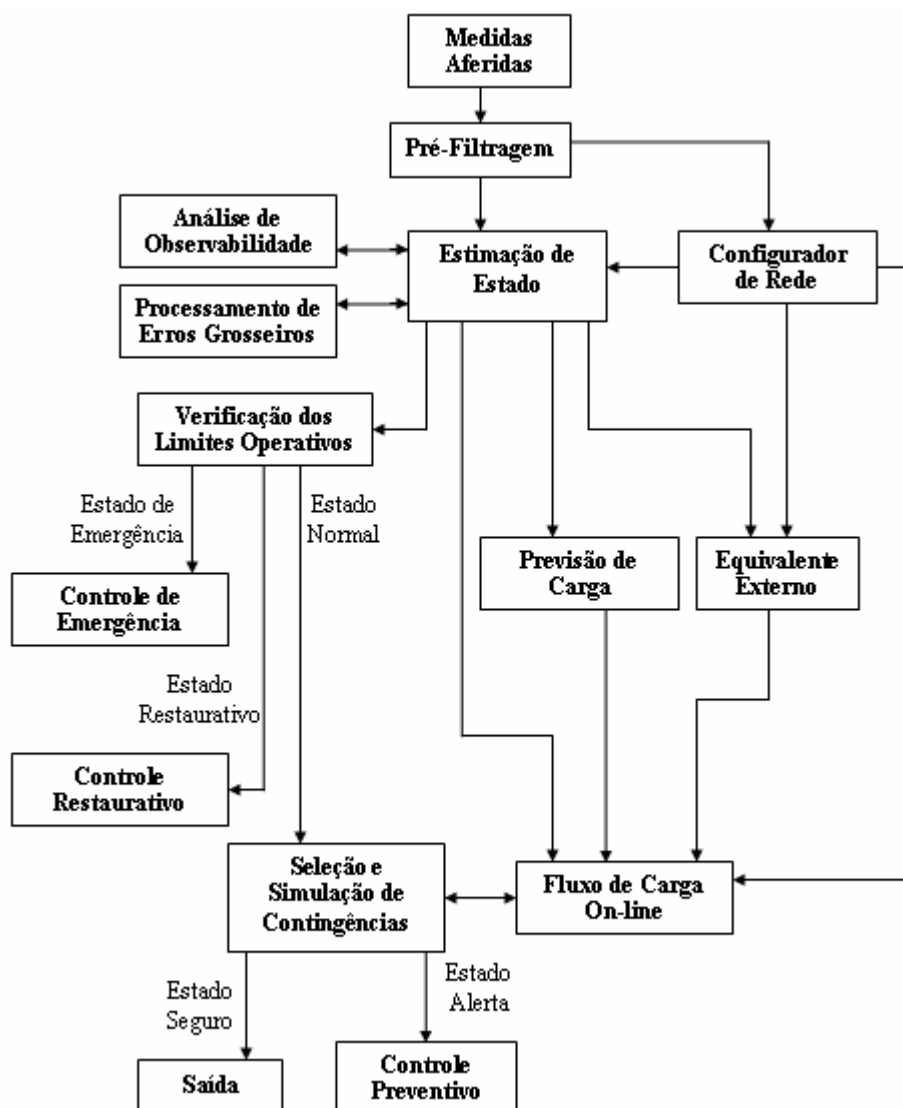 Medidas
Aferidas
Pré-Filtragem
Análise de
Observabilidade
Estimação de
Estado
Configurador
de Rede
Processamento de
Erros Grosseiros
Verificação dos
Limites Operativos
Estado de
Emergência
Estado
Normal
Previsão de
Carga
Equivalente
Externo
Controle de
Emergência
Estado
Restaurativo
Controle
Restaurativo
Seleção e
Simulação de
Contingências
Fluxo de Carga
On-line
Estado
Seguro
Estado
Alerta
Saída
Controle
Preventivo